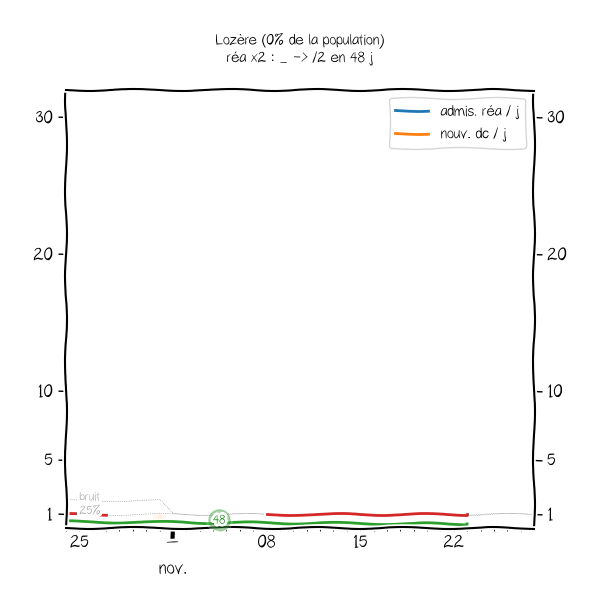 Lozère (0% de la population)
réa x2 : _ -> /2 en 48 j
admis. réa / j
nouv. dc / j
30
30
20
20
10
10
5
5
bruit
25%
1
48
1
25
08
15
22
nov.